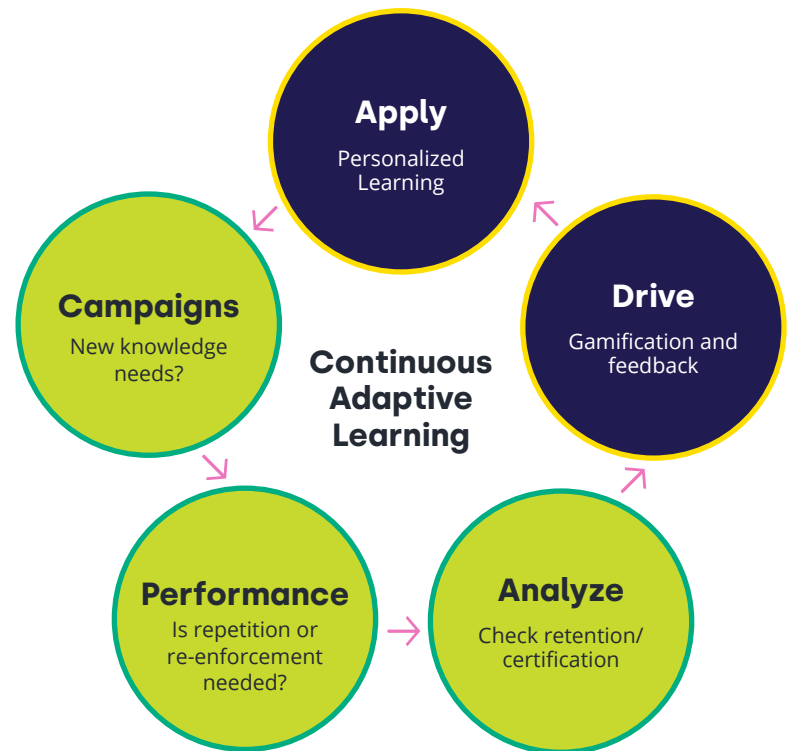 Apply
Personalized
Learning
Campaigns
New knowledge
needs?
Drive
Gamification and
feedback
Continuous
Adaptive
Learning
Performance
Is repetition or
re-enforcement
needed?
Analyze
Check retention/
certification